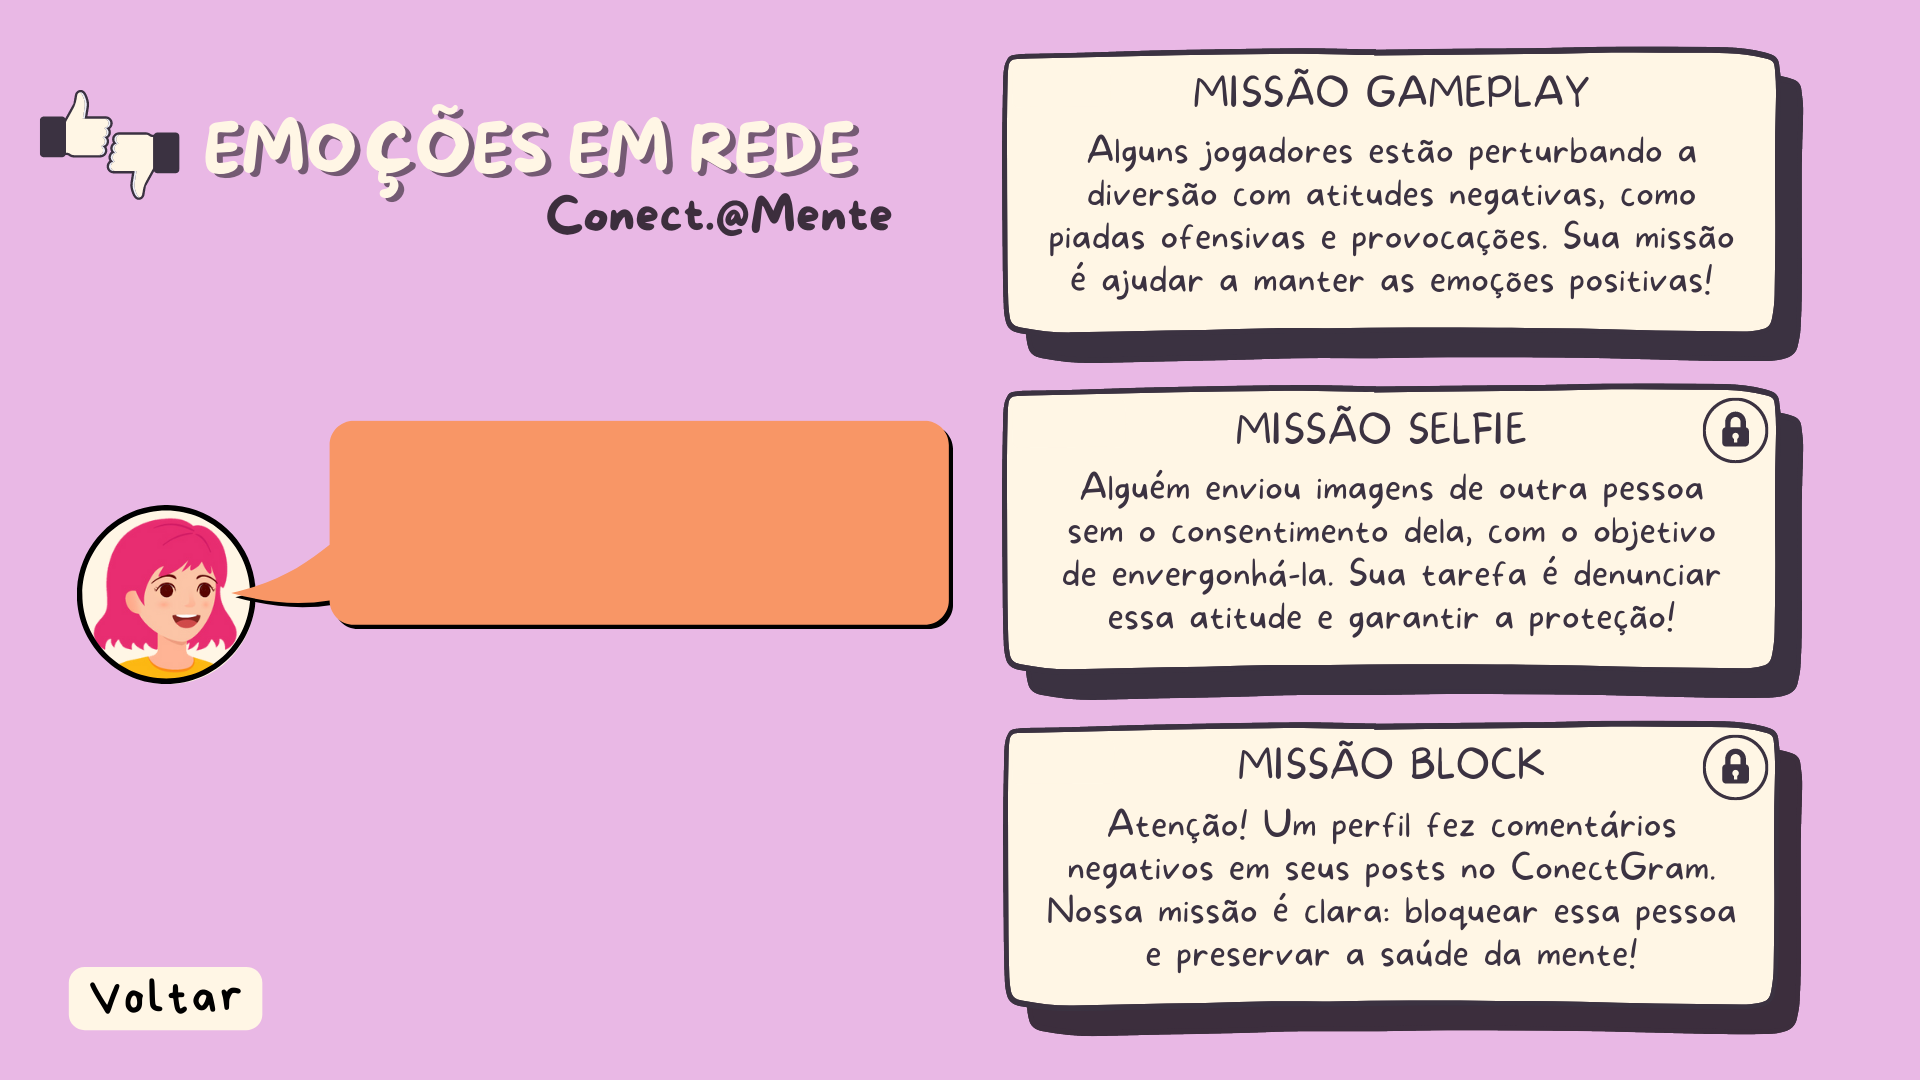 EMOÇÕES EM REDE
Conect.@Mente
MISSÃO GAMEPLAY
Alguns jogadores estão perturbando a
diversão com atitudes negativas, como
piadas ofensivas e provocações. Sua missão
é ajudar a manter as emoções positivas!
MISSÃO SELFIE
Alguém enviou imagens de outra pessoa
sem o consentimento dela, com o objetivo
de envergonhá-la. Sua tarefa é denunciar
essa atitude e garantir a proteção!
MISSÃO BLOCK
Atenção! Um perfil fez comentários
negativos em seus posts no ConectGram.
Nossa missão é clara: bloquear essa pessoa
e preservar a saúde da mente!
Voltar